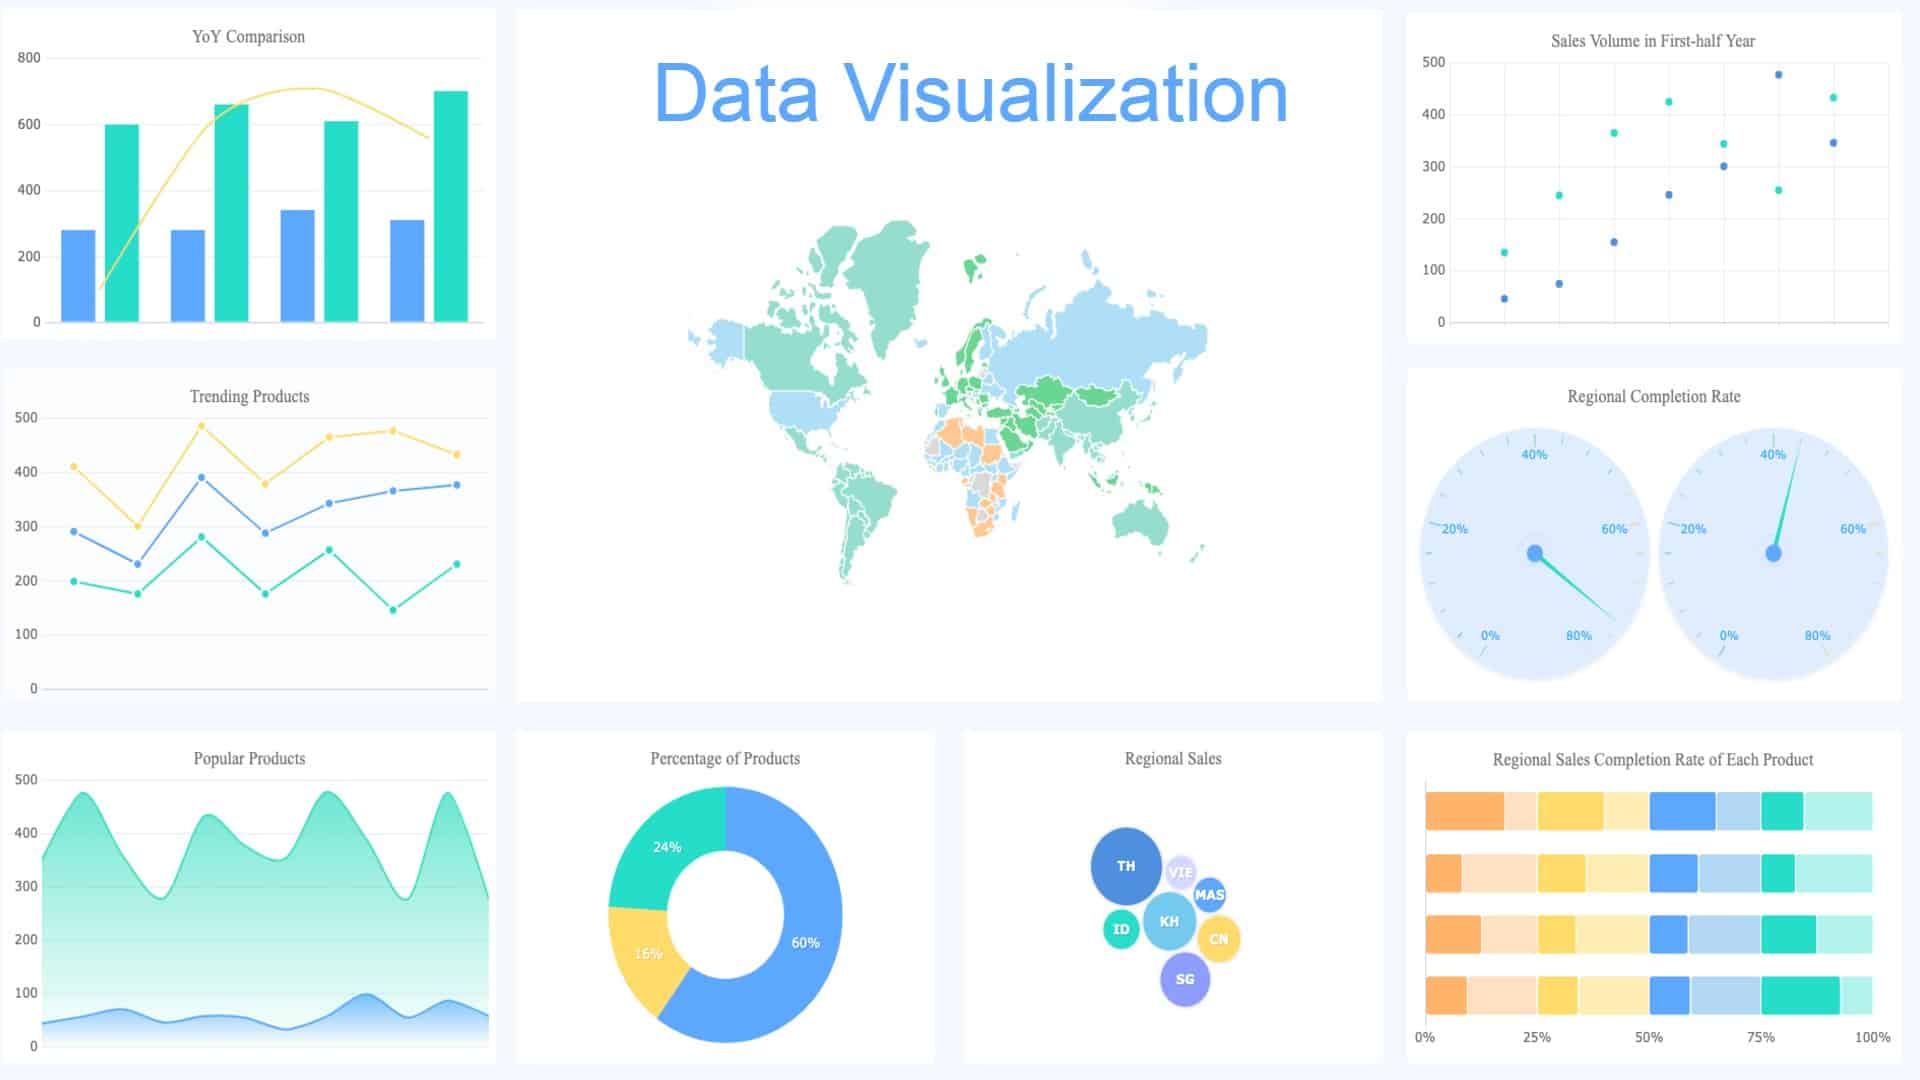 YoY Comparison
800
600
400
200
0
Data Visualization
Sales Volume in First-half Year
500
400
300
200
100
0
Trending Products
500
400
300
200
100
0
Regional Completion Rate
40%
20%
60%
0%
80%
40%
20%
60%
0%
80%
Popular Products
500
400
300
200
100
0
Percentage of Products
24%
16%
60%
Regional Sales
TH
VIE
MAS
ID
KH
CN
SG
Regional Sales Completion Rate of Each Product
0% 25% 50% 75% 100%